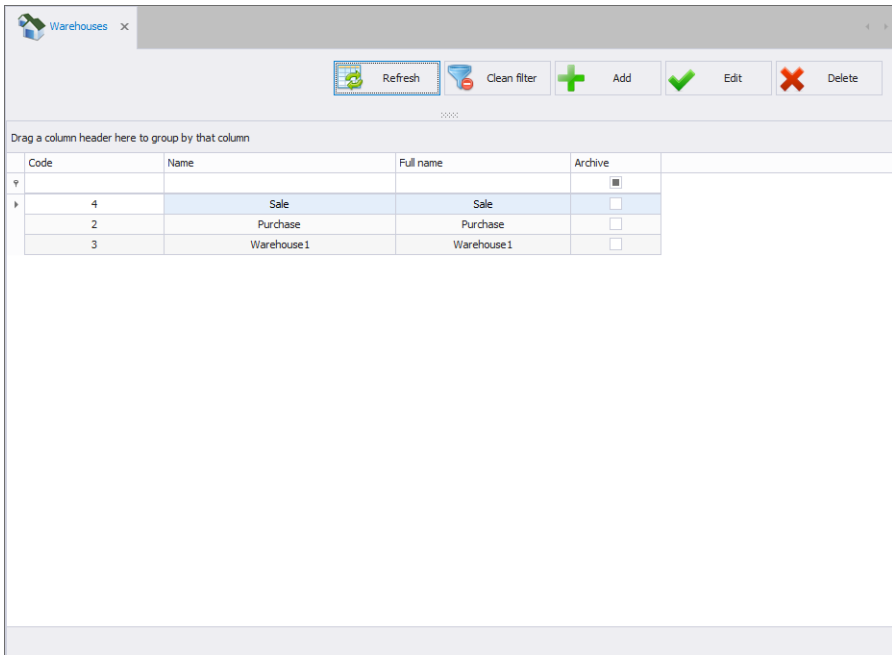 Warehouses
Refresh Clean filter Add Edit Delete
Drag a column header here to group by that column
Code Name Full name Archive
4 Sale Sale
2 Purchase Purchase
3 Warehouse1 Warehouse1